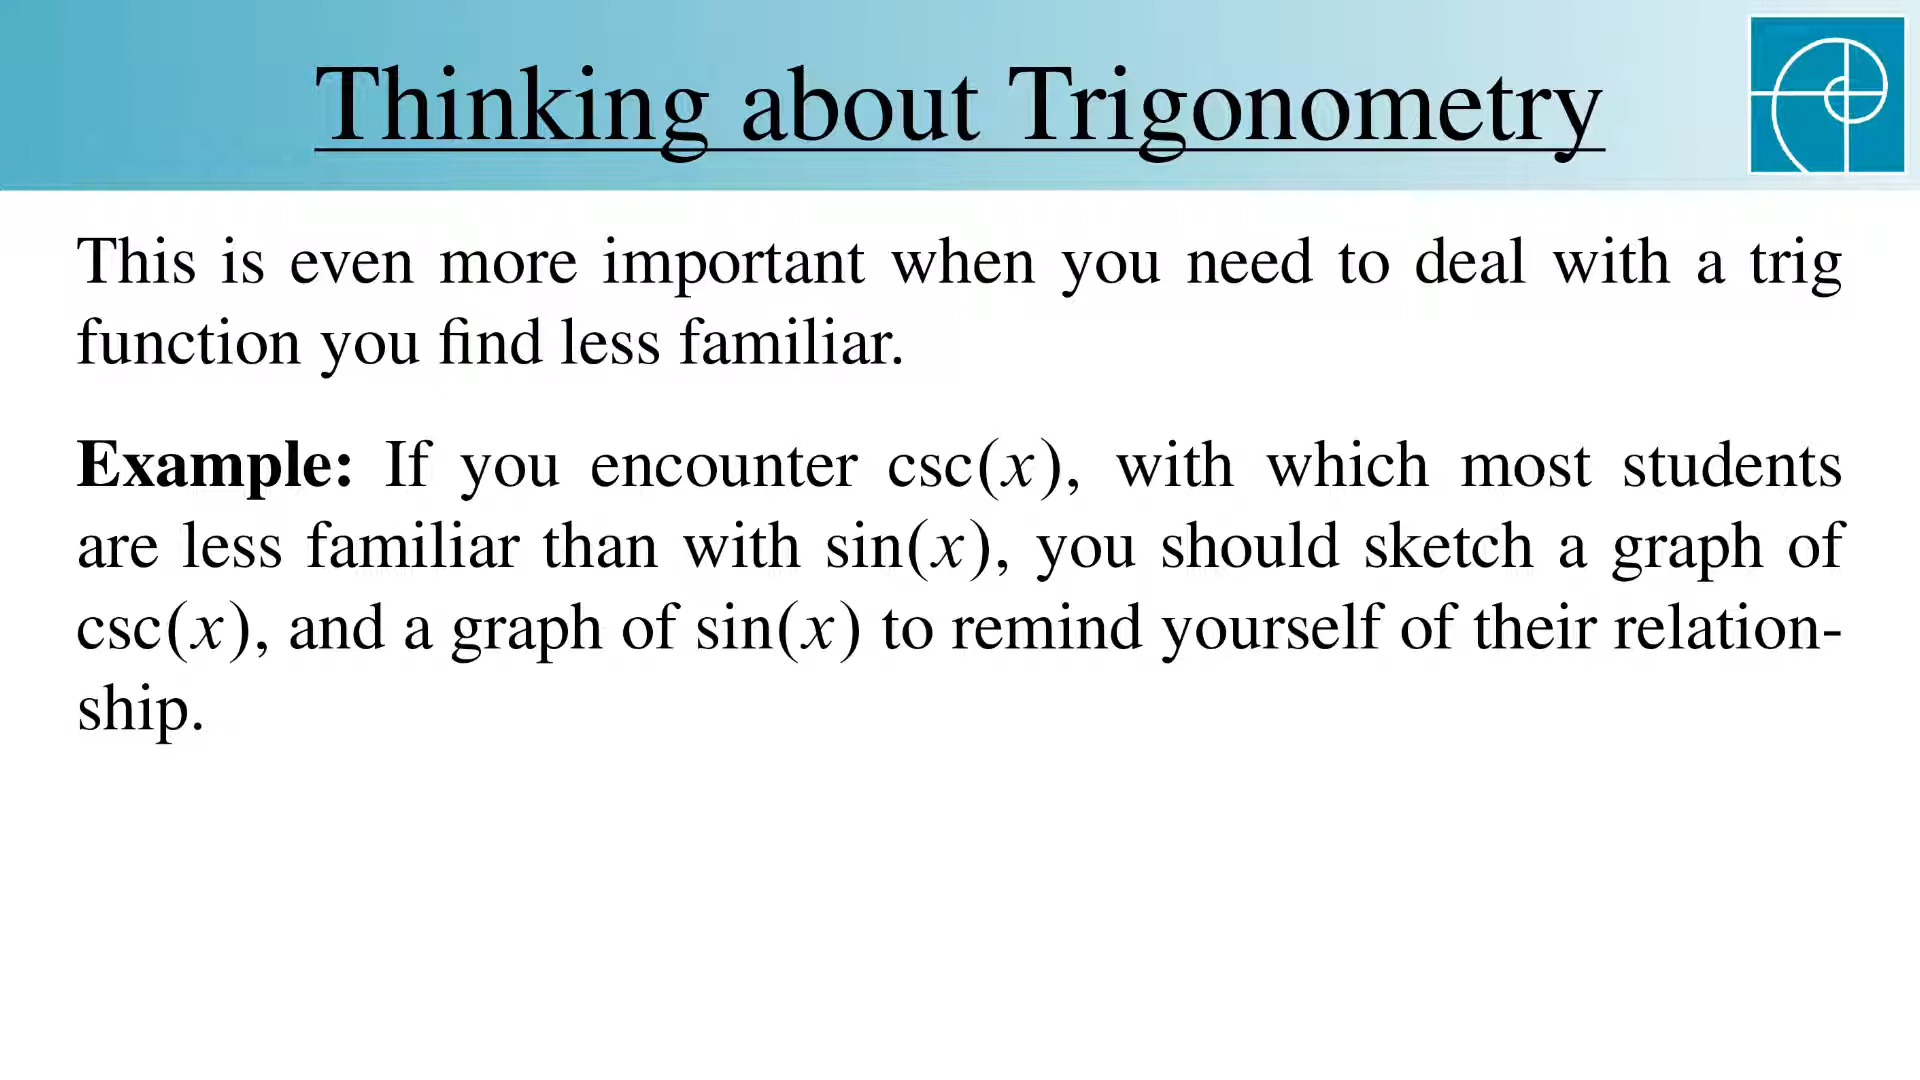 Thinking about Trigonometry
This is even more important when you need to deal with a trig
function you find less familiar.
Example: If you encounter csc(x), with which most students
are less familiar than with sin(x), you should sketch a graph of
csc(x), and a graph of sin(x) to remind yourself of their relation-
ship.